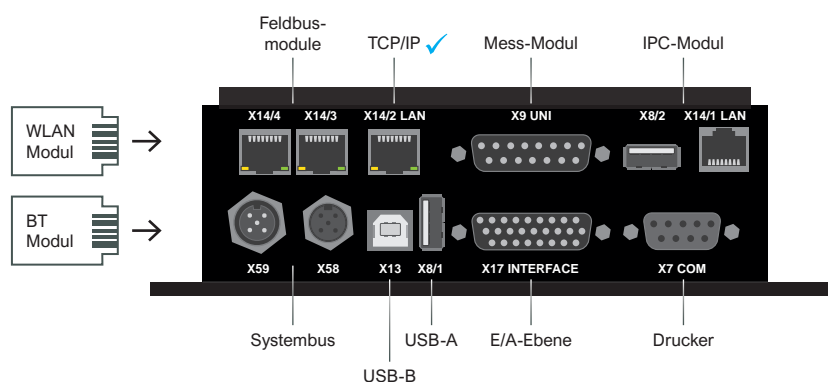 Feldbus-
module
TCP/IP
Mess-Modul
IPC-Modul
X14/4
X14/3
X14/2 LAN
X9 UNI
X8/2
X14/1 LAN
WLAN
Modul
BT
Modul
X59
X58
X13
X8/1
X17 INTERFACE
X7 COM
Systembus
USB-A
E/A-Ebene
Drucker
USB-B